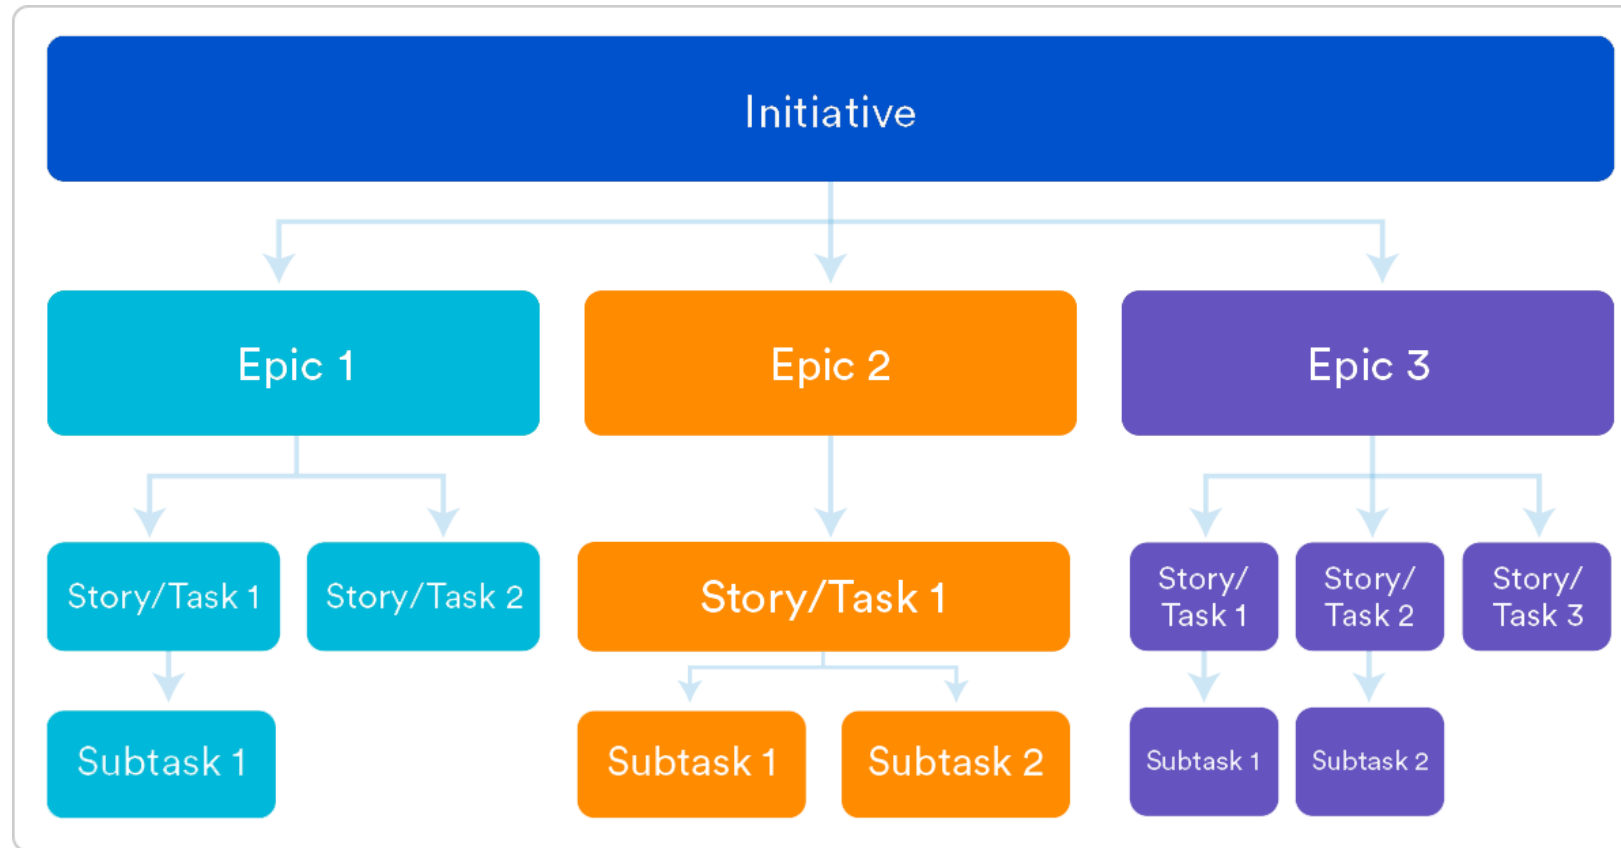 Initiative
Epic 1
Epic 2
Epic 3
Story/Task 1
Story/Task 2
Story/Task 1
Story/
Task 1
Story/
Task 2
Story/
Task 3
Subtask 1
Subtask 1
Subtask 2
Subtask 1
Subtask 2